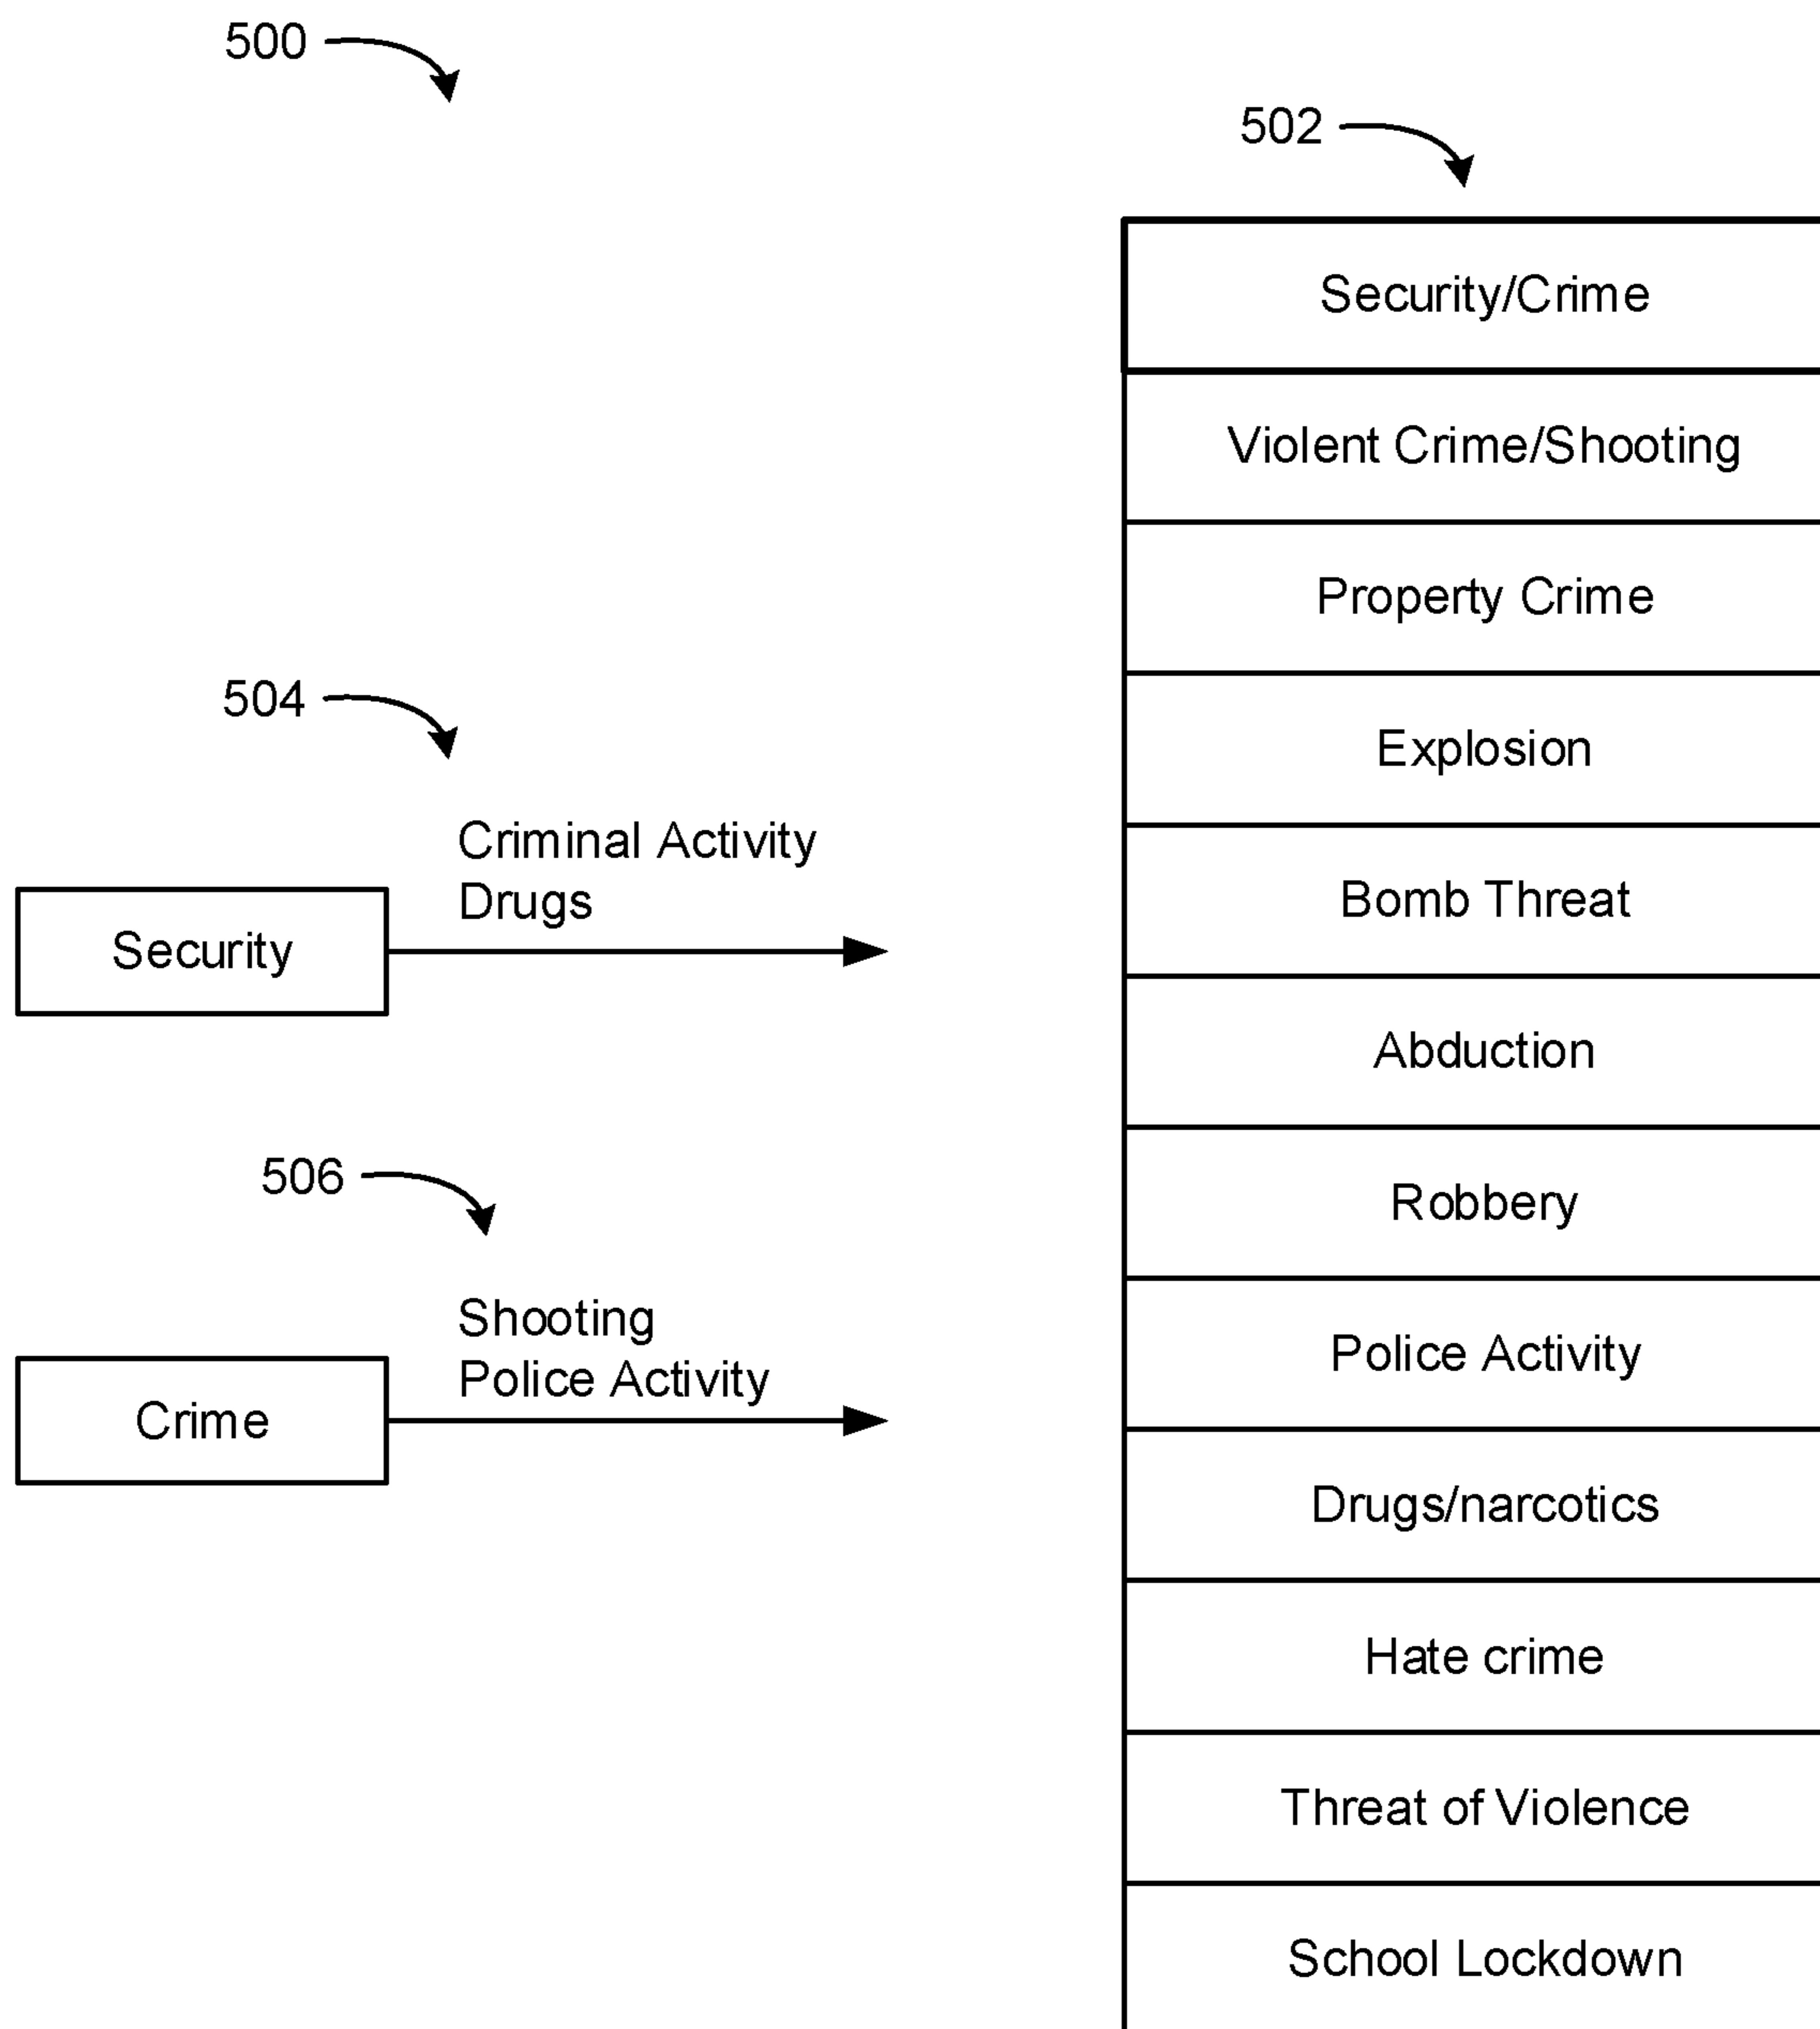 500
502
Security/Crime
Violent Crime/Shooting
Property Crime
Explosion
Bomb Threat
Abduction
Robbery
Police Activity
Drugs/narcotics
Hate crime
Threat of Violence
School Lockdown
504
Criminal Activity
Drugs
Security
506
Shooting
Police Activity
Crime